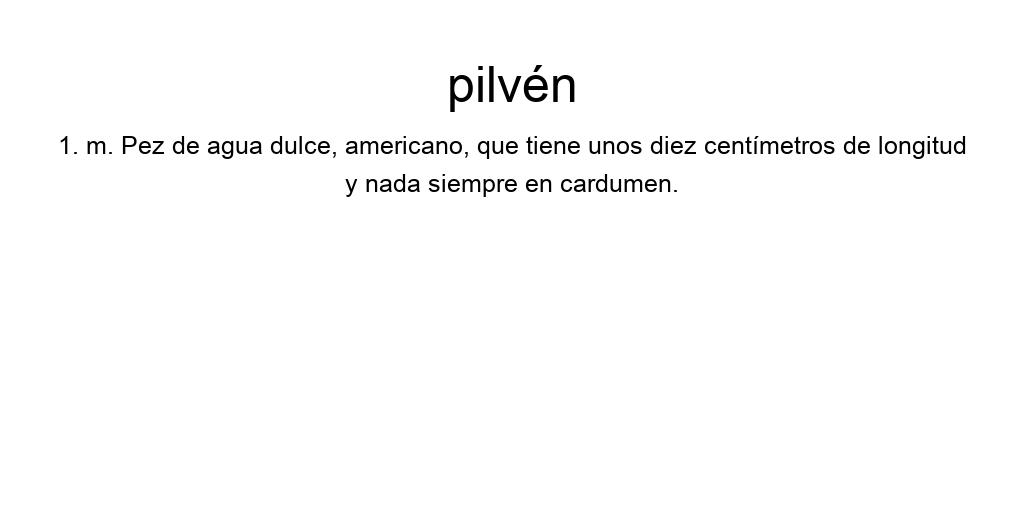 pilvén
1. m. Pez de agua dulce, americano, que tiene unos diez centímetros de longitud
y nada siempre en cardumen.